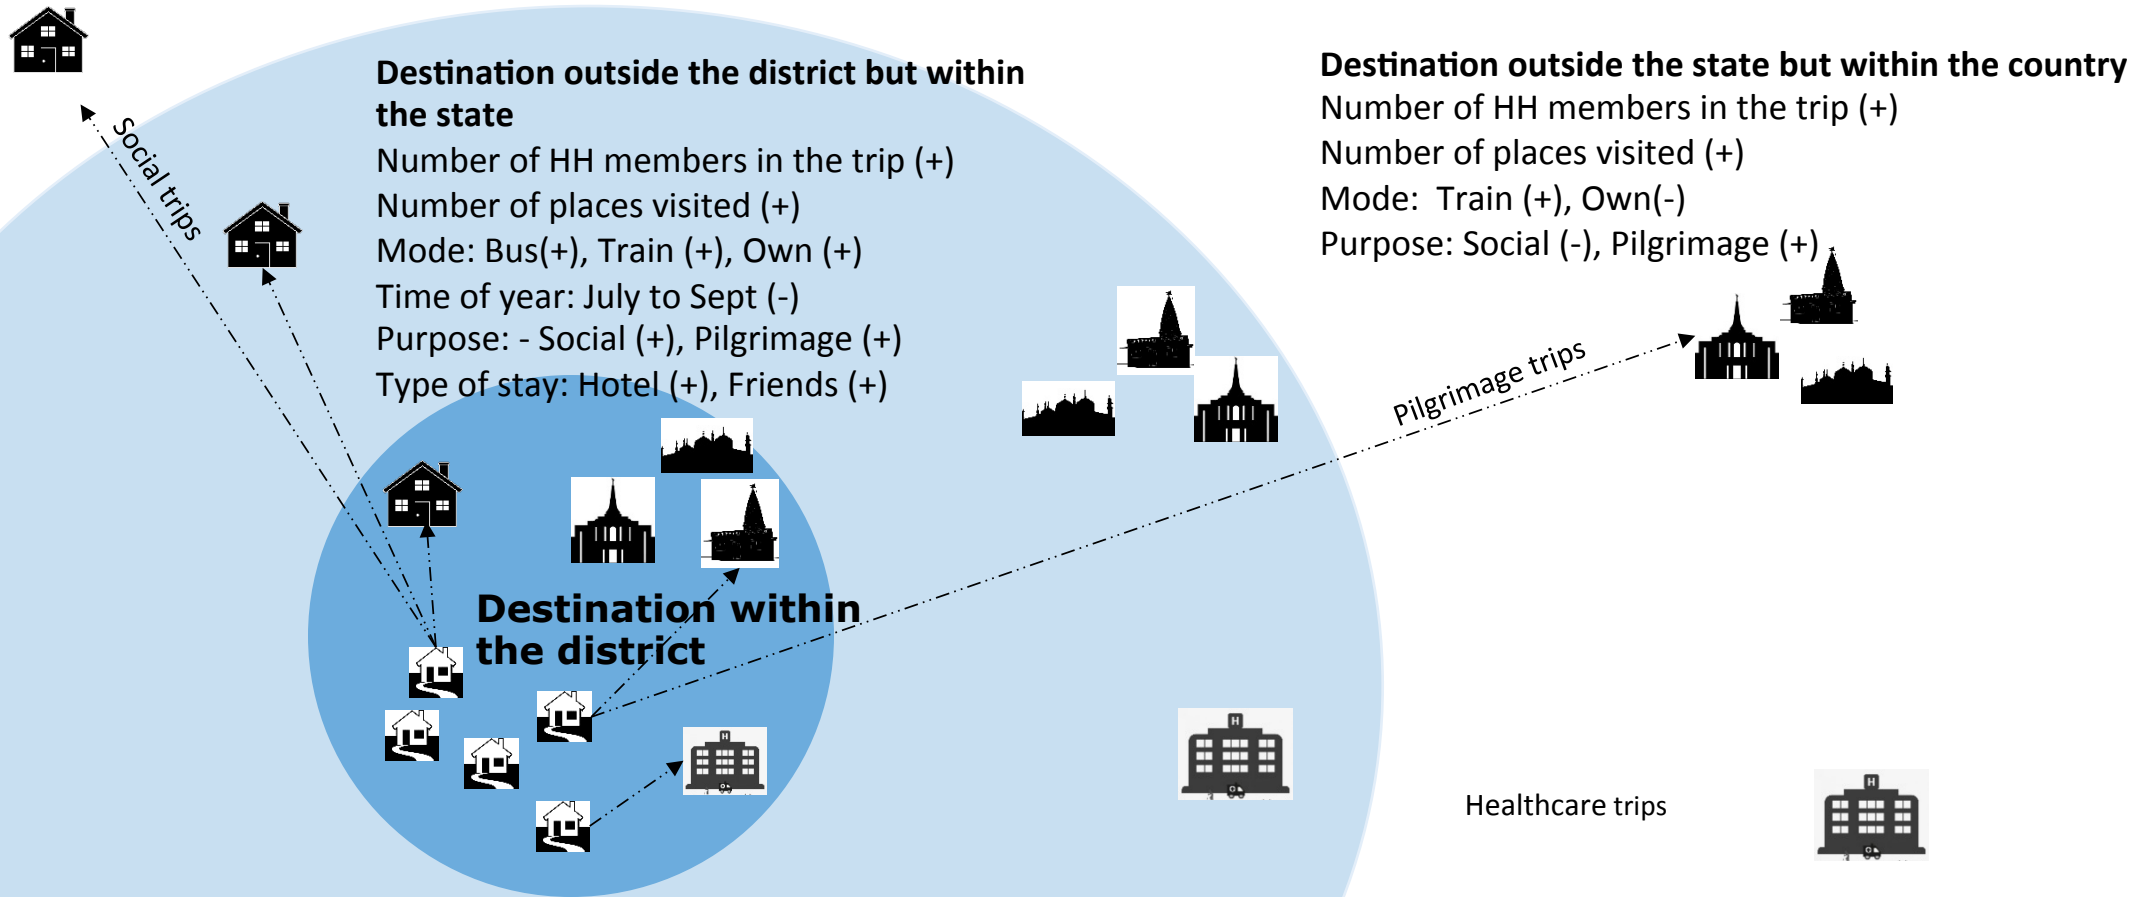 Destination outside the district but within
the state
Number of HH members in the trip (+)
Number of places visited (+)
Mode: Bus(+), Train (+), Own (+)
Time of year: July to Sept (-)
Purpose: - Social (+), Pilgrimage (+)
Type of stay: Hotel (+), Friends (+)
Destination outside the state but within the country
Number of HH members in the trip (+)
Number of places visited (+)
Mode:  Train (+), Own(-)
Purpose: Social (-), Pilgrimage (+)
Social trips
Pilgrimage trips
Destination within
the district
Healthcare trips
H
H
H